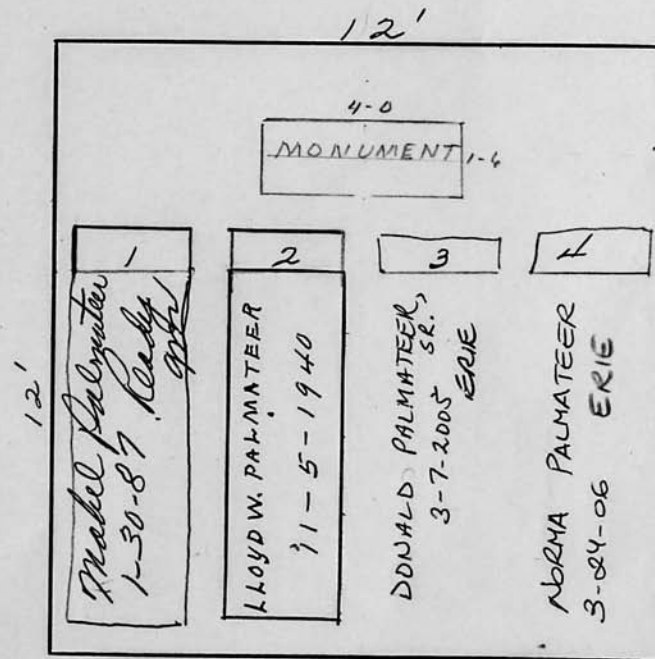 12'
4-0
MONUMENT 1-6
12'
1
Mabel Palmateer
1-30-87 Ready
2
LLOYD W. PALMATEER
11-5-1940
3
DONALD PALMATEER, SR.,
3-7-2005 ERIE
4
NORMA PALMATEER
3-24-06 ERIE